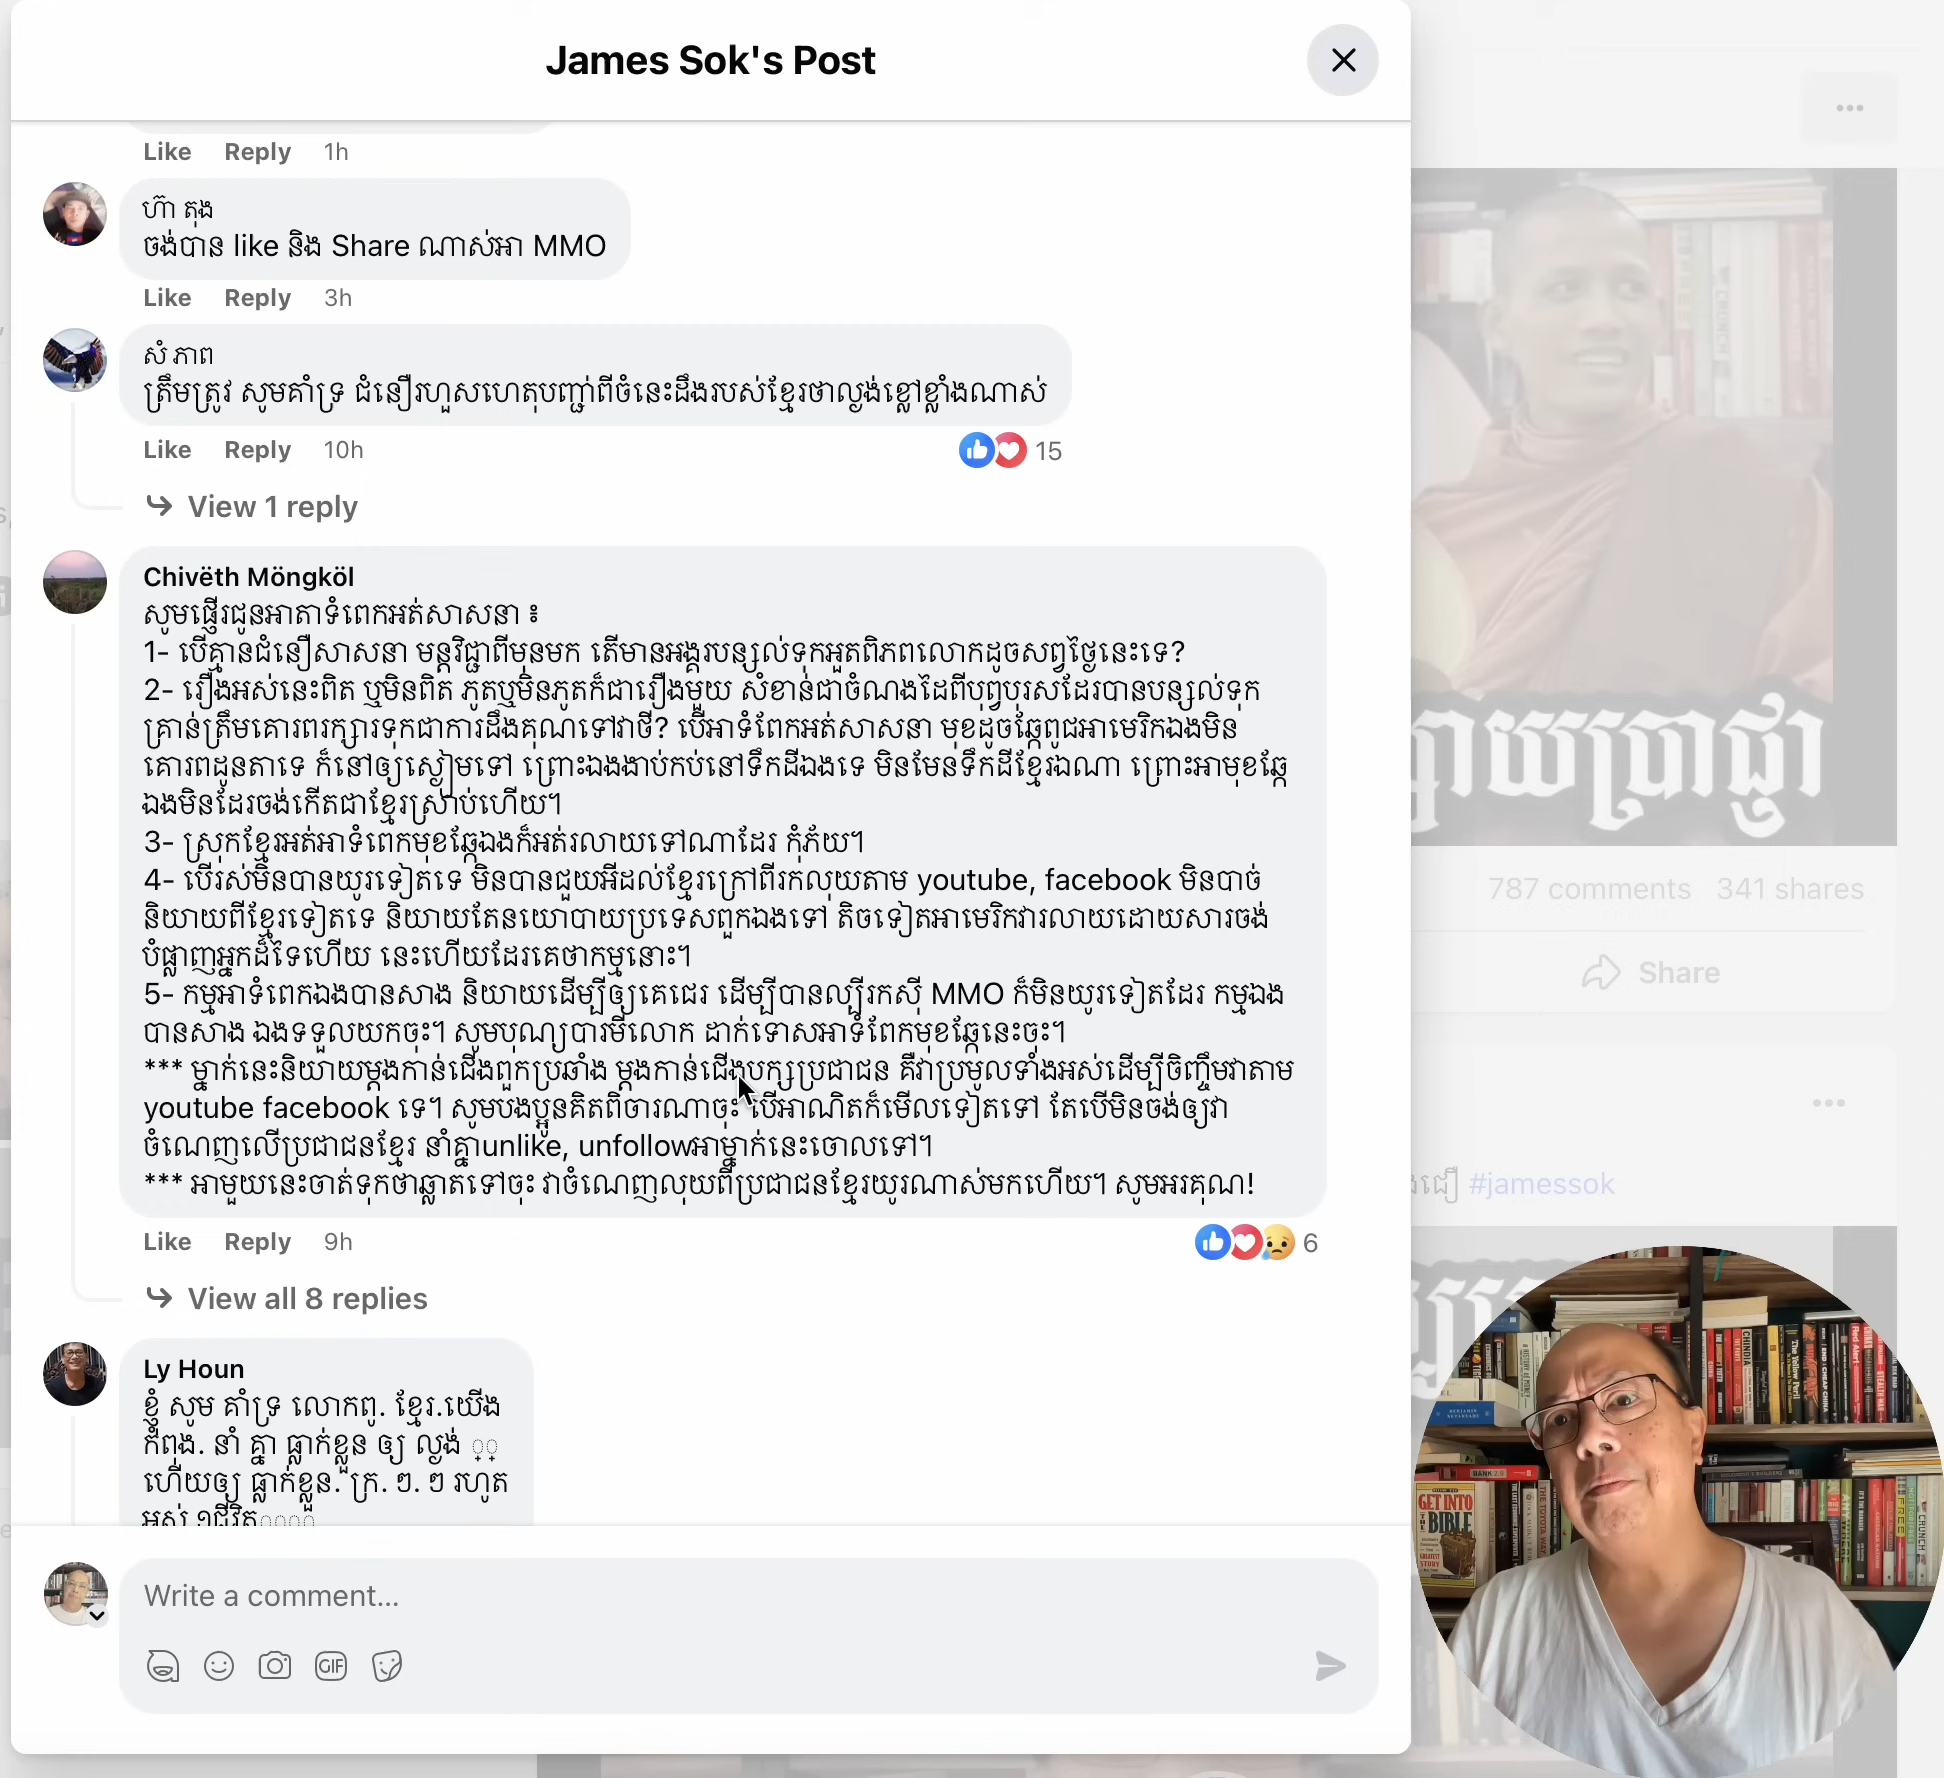 James Sok's Post
Like Reply 1h
ហ៊ា តុង
ចង់បាន like និង Share ណាស់អា MMO
Like Reply 3h
សំ ភាព
ត្រឹមត្រូវ សូមគាំទ្រ ជំនឿរហួសហេតុបញ្ជាំពីចំនេះដឹងរបស់ខ្មែរថាល្ងង់ខ្លៅខ្លាំងណាស់
Like Reply 10h
15
View 1 reply
Chivëth Möngköl
សូមផ្ញើរជូនអាតាទំពេកអត់សាសនា ៖
1- បើគ្មានជំនឿសាសនា មន្តវិជ្ជាពីមុនមក តើមានអង្គរបន្សល់ទុកអួតពិភពលោកដូចសព្វថ្ងៃនេះទេ?
2- រឿងអស់នេះពិត ឬមិនពិត ភូតឬមិនភូតក៏ជារឿងមួយ សំខាន់ជាចំណងដៃពីបុព្វបុរសដែរបានបន្សល់ទុក
គ្រាន់ត្រឹមគោរពរក្សារទុកជាការដឹងគុណទៅវាថី? បើអាទំពែកអត់សាសនា មុខដូចឆ្កែពូជអាមេរិកឯងមិន
គោរពដូនតាទេ ក៏នៅឲ្យស្ងៀមទៅ ព្រោះឯងងាប់កប់នៅទឹកដីឯងទេ មិនមែនទឹកដីខ្មែរឯណា ព្រោះអាមុខឆ្កែ
ឯងមិនដែរចង់កើតជាខ្មែរស្រាប់ហើយ។
3- ស្រុកខ្មែរអត់អាទំពេកមុខឆ្កែឯងក៏អត់រលាយទៅណាដែរ កុំភ័យ។
4- បើរស់មិនបានយូរទៀតទេ មិនបានជួយអីដល់ខ្មែរក្រៅពីរកលុយតាម youtube, facebook មិនបាច់
និយាយពីខ្មែរទៀតទេ និយាយតែនយោបាយប្រទេសពួកឯងទៅ តិចទៀតអាមេរិកវារលាយដោយសារចង់
បំផ្លាញអ្នកដ៏ទៃហើយ នេះហើយដែរគេថាកម្មនោះ។
5- កម្មអាទំពេកឯងបានសាង និយាយដើម្បីឲ្យគេជេរ ដើម្បីបានល្បីរកស៊ី MMO ក៏មិនយូរទៀតដែរ កម្មឯង
បានសាង ឯងទទួលយកចុះ។ សូមបុណ្យបារមីលោក ដាក់ទោសអាទំពែកមុខឆ្កែនេះចុះ។
*** ម្នាក់នេះនិយាយម្តងកាន់ជើងពួកប្រឆាំង ម្តងកាន់ជើងបក្សប្រជាជន គឺវាប្រមូលទាំងអស់ដើម្បីចិញ្ចឹមវាតាម
youtube facebook ទេ។ សូមបងប្អូនគិតពិចារណាចុះ បើអាណិតក៏មើលទៀតទៅ តែបើមិនចង់ឲ្យវា
ចំណេញលើប្រជាជនខ្មែរ នាំគ្នាunlike, unfollowអាម្នាក់នេះចោលទៅ។
*** អាមួយនេះចាត់ទុកថាឆ្លាតទៅចុះ វាចំណេញលុយពីប្រជាជនខ្មែរយូរណាស់មកហើយ។ សូមអរគុណ!
Like Reply 9h
6
View all 8 replies
Ly Houn
ខ្ញុំ សូម គាំទ្រ លោកពូ. ខ្មែរ.យើង
កំពុង. នាំ គ្នា ធ្លាក់ខ្លួន ឲ្យ ល្ងង់
ហើយឲ្យ ធ្លាក់ខ្លួន. ក្រ. ៗ. ៗ រហូត
អស់ ១ជីវិត
Write a comment...
GIF
787 comments 341 shares
Share
#jamessok
GET INTO
BIBLE